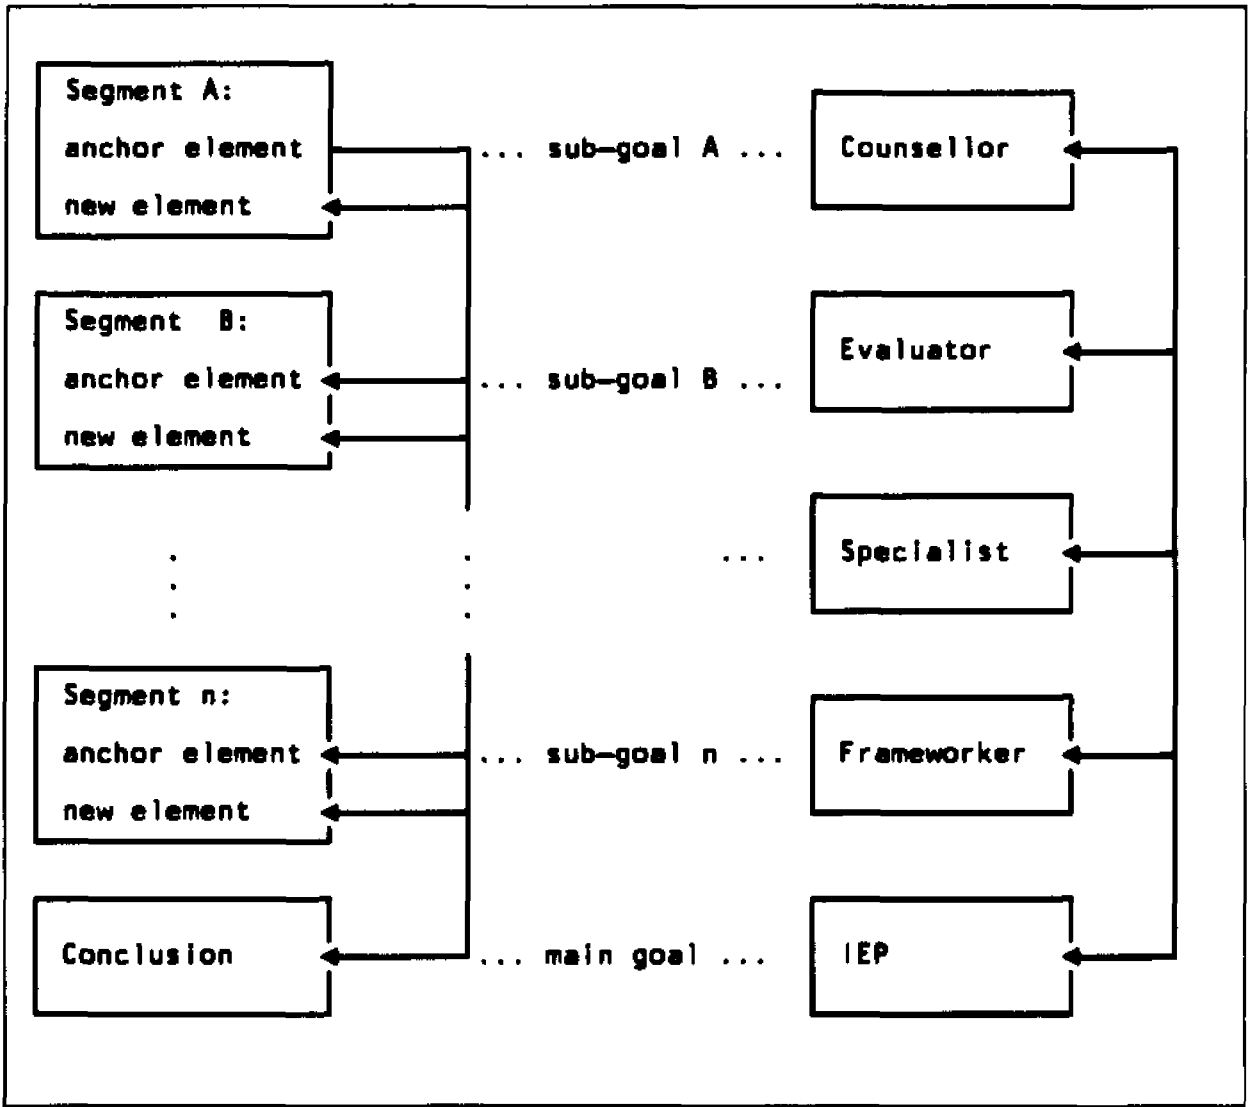 Segment A:
anchor element ... sub-goal A ... Counsellor
new element
Segment B:
Evaluator
anchor element ... sub-goal B ...
new element
... Specialist
Segment n:
anchor element ... sub-goal n ... Frameworker
new element
Conclusion ... main goal ... IEP